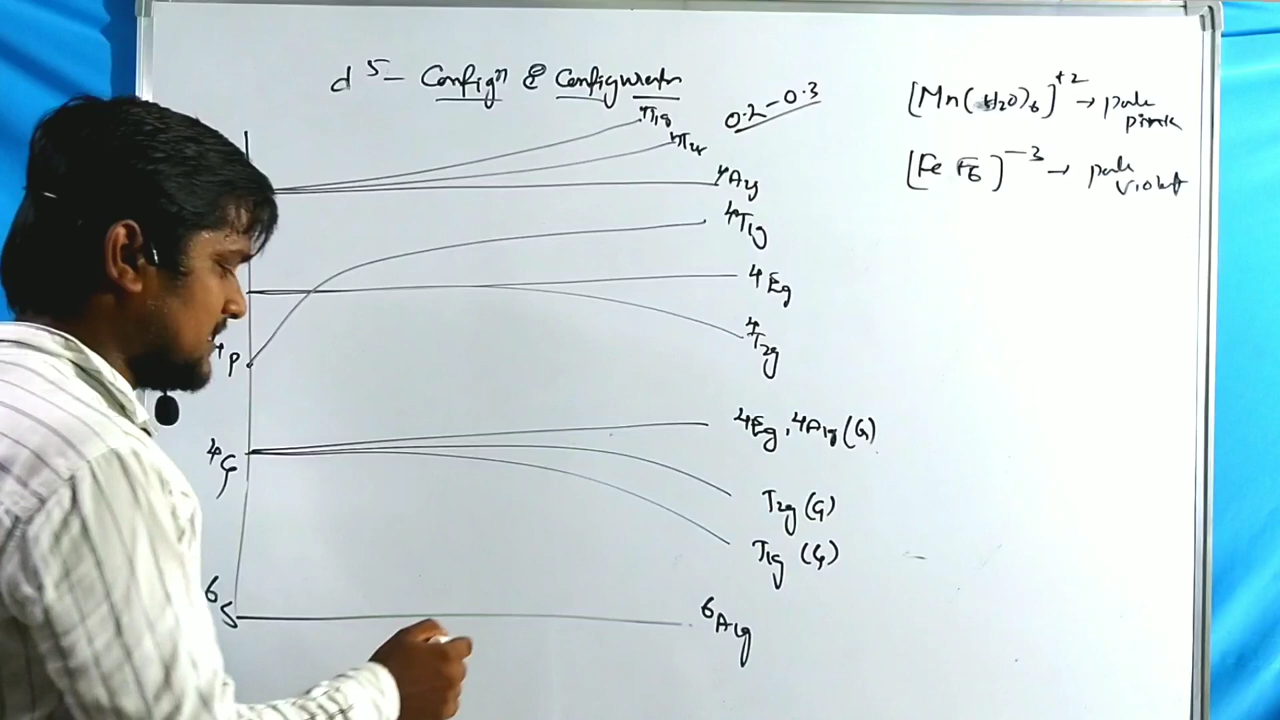 d⁵ - Configⁿ & Configuration
0.2-0.3
[Mn(H₂O)₆]⁺² → pale pink
[Fe F₆]⁻³ → pale violet
⁴T₁g
⁴T₂g
⁴A₂g
⁴T₁g
⁴Eg
⁴T₂g
⁴P
⁴Eg, ⁴A₁g (G)
⁴G
T₂g (G)
T₁g (G)
⁶S
⁶A₁g